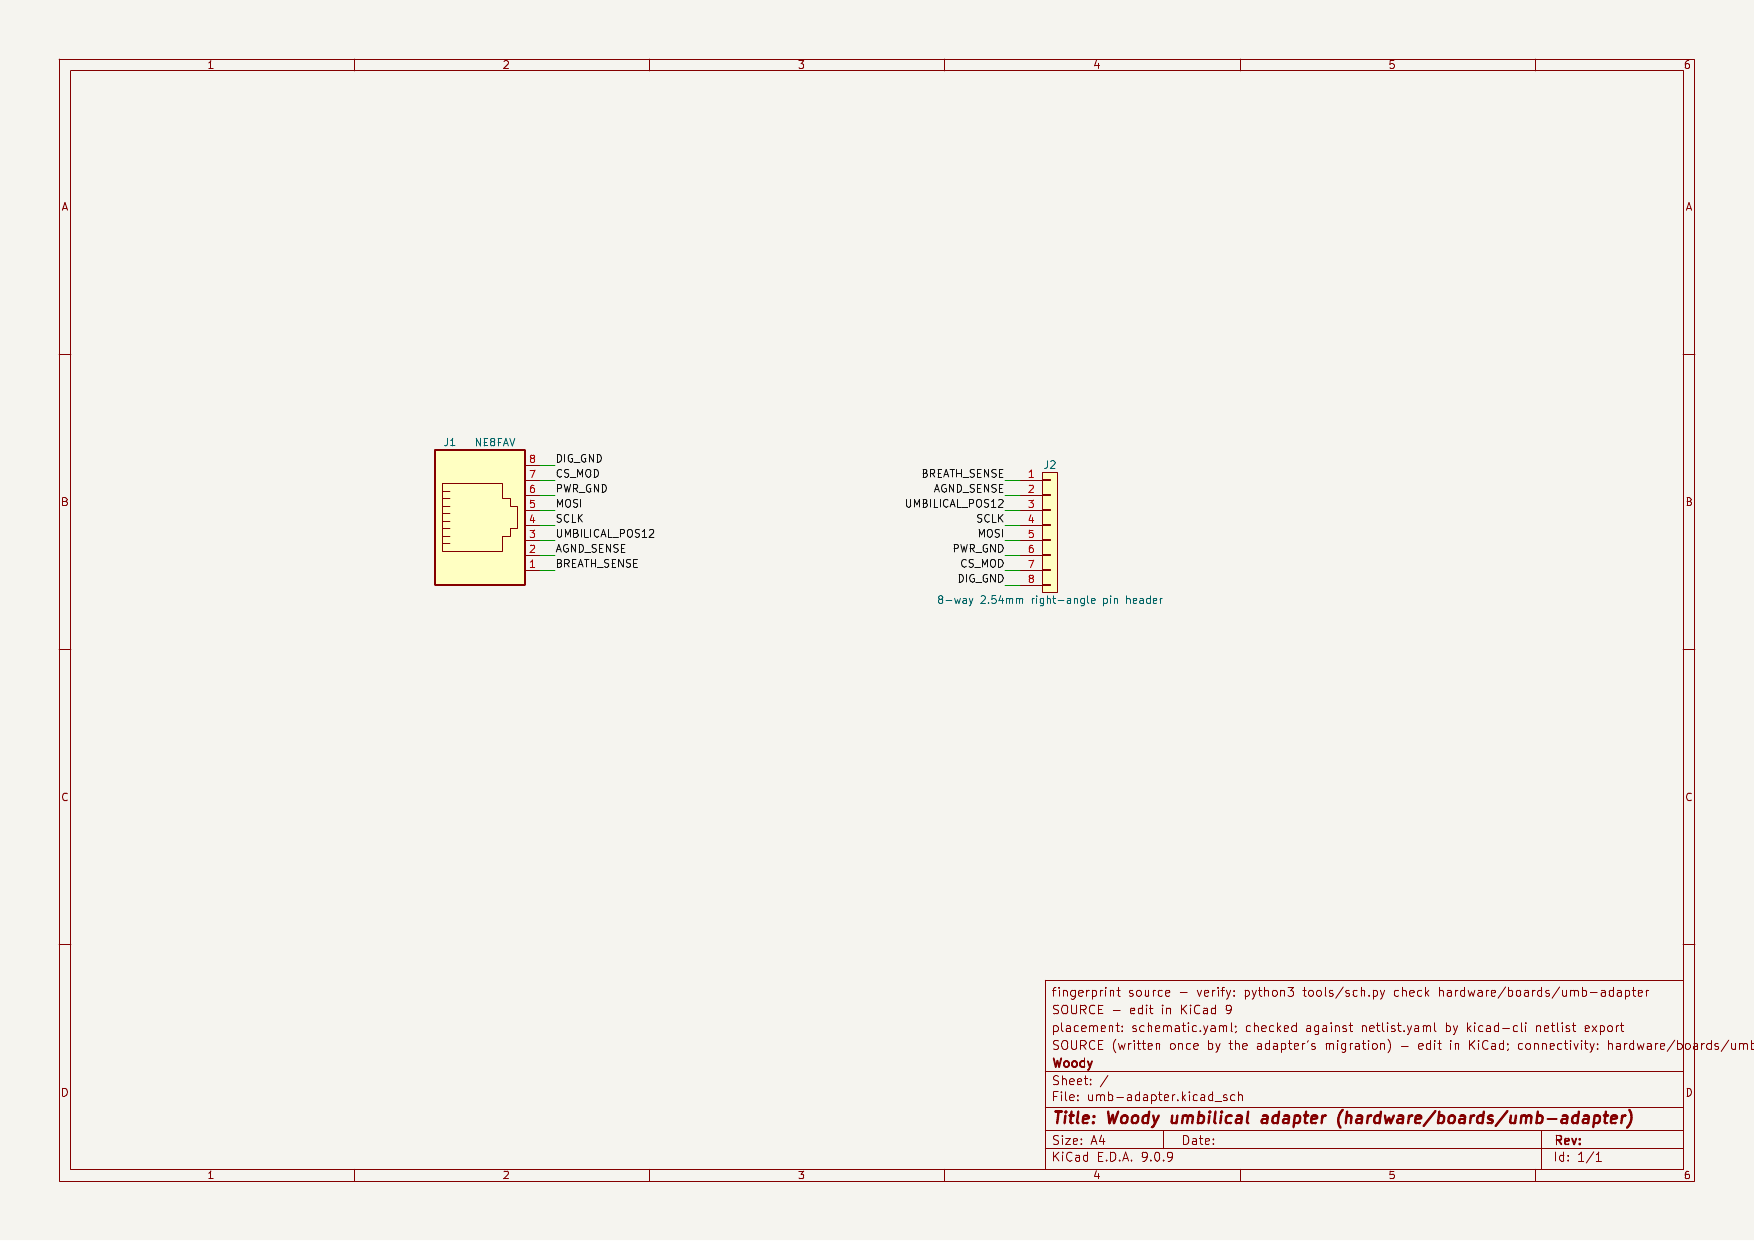 1 2 3 4 5 6
A A
J1 NE8FAV
8 DIG_GND
7 CS_MOD
6 PWR_GND
5 MOSI
4 SCLK
3 UMBILICAL_POS12
2 AGND_SENSE
1 BREATH_SENSE
J2
BREATH_SENSE 1
AGND_SENSE 2
UMBILICAL_POS12 3
SCLK 4
MOSI 5
PWR_GND 6
CS_MOD 7
DIG_GND 8
8-way 2.54mm right-angle pin header
B B
C C
fingerprint source - verify: python3 tools/sch.py check hardware/boards/umb-adapter
SOURCE - edit in KiCad 9
placement: schematic.yaml; checked against netlist.yaml by kicad-cli netlist export
SOURCE (written once by the adapter's migration) - edit in KiCad; connectivity: hardware/boards/umb
Woody
Sheet: /
File: umb-adapter.kicad_sch
D D
Title: Woody umbilical adapter (hardware/boards/umb-adapter)
Size: A4 Date: Rev:
KiCad E.D.A. 9.0.9 Id: 1/1
1 2 3 4 5 6